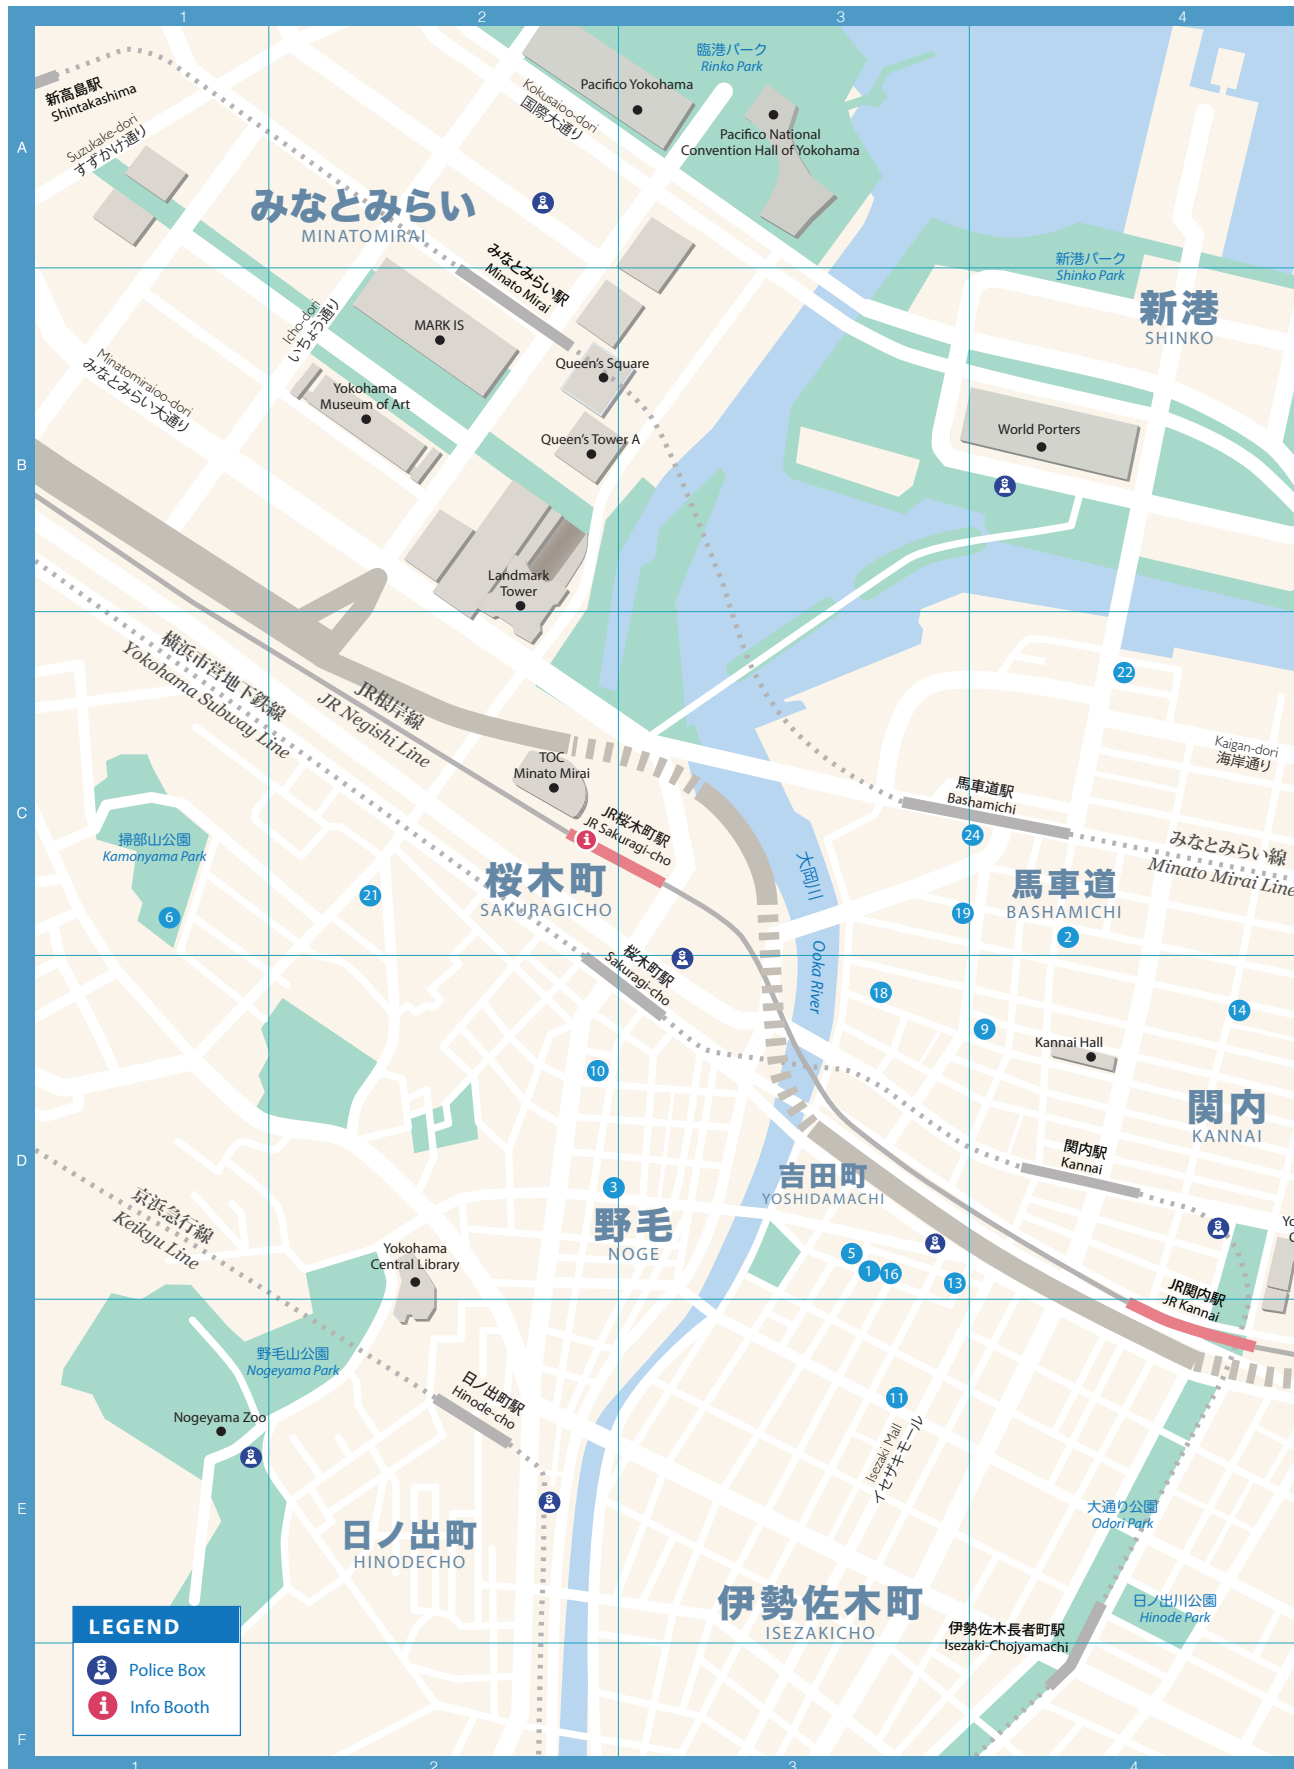 1
2
3
4
A
B
C
D
E
F
臨港パーク
Rinko Park
新高島駅
Shintakashima
Pacifico Yokohama
Kokusaioo-dori
国際大通り
Suzukake-dori
すずかけ通り
Pacifico National
Convention Hall of Yokohama
みなとみらい
MINATOMIRAI
みなとみらい駅
Minato Mirai
新港パーク
Shinko Park
新港
SHINKO
Icho-dori
いちょう通り
MARK IS
Queen's Square
Minatomiraioo-dori
みなとみらい大通り
Yokohama
Museum of Art
Queen's Tower A
World Porters
Landmark
Tower
横浜市営地下鉄線
Yokohama Subway Line
JR根岸線
JR Negishi Line
22
Kaigan-dori
海岸通り
TOC
Minato Mirai
馬車道駅
Bashamichi
JR桜木町駅
JR Sakuragi-cho
24
みなとみらい線
Minato Mirai Line
掃部山公園
Kamonyama Park
大岡川
Ooka River
桜木町
SAKURAGICHO
馬車道
BASHAMICHI
21
6
19
2
桜木町駅
Sakuragi-cho
18
14
9
Kannai Hall
10
関内
KANNAI
関内駅
Kannai
吉田町
YOSHIDAMACHI
3
京浜急行線
Keikyu Line
野毛
NOGE
Yo
C
Yokohama
Central Library
5
1
16
13
JR関内駅
JR Kannai
野毛山公園
Nogeyama Park
日ノ出町駅
Hinode-cho
11
Isezaki Mall
イセザキモール
Nogeyama Zoo
大通り公園
Odori Park
日ノ出町
HINODECHO
伊勢佐木町
ISEZAKICHO
日ノ出川公園
Hinode Park
伊勢佐木長者町駅
Isezaki-Chojyamachi
LEGEND
Police Box
Info Booth
1
2
3
4